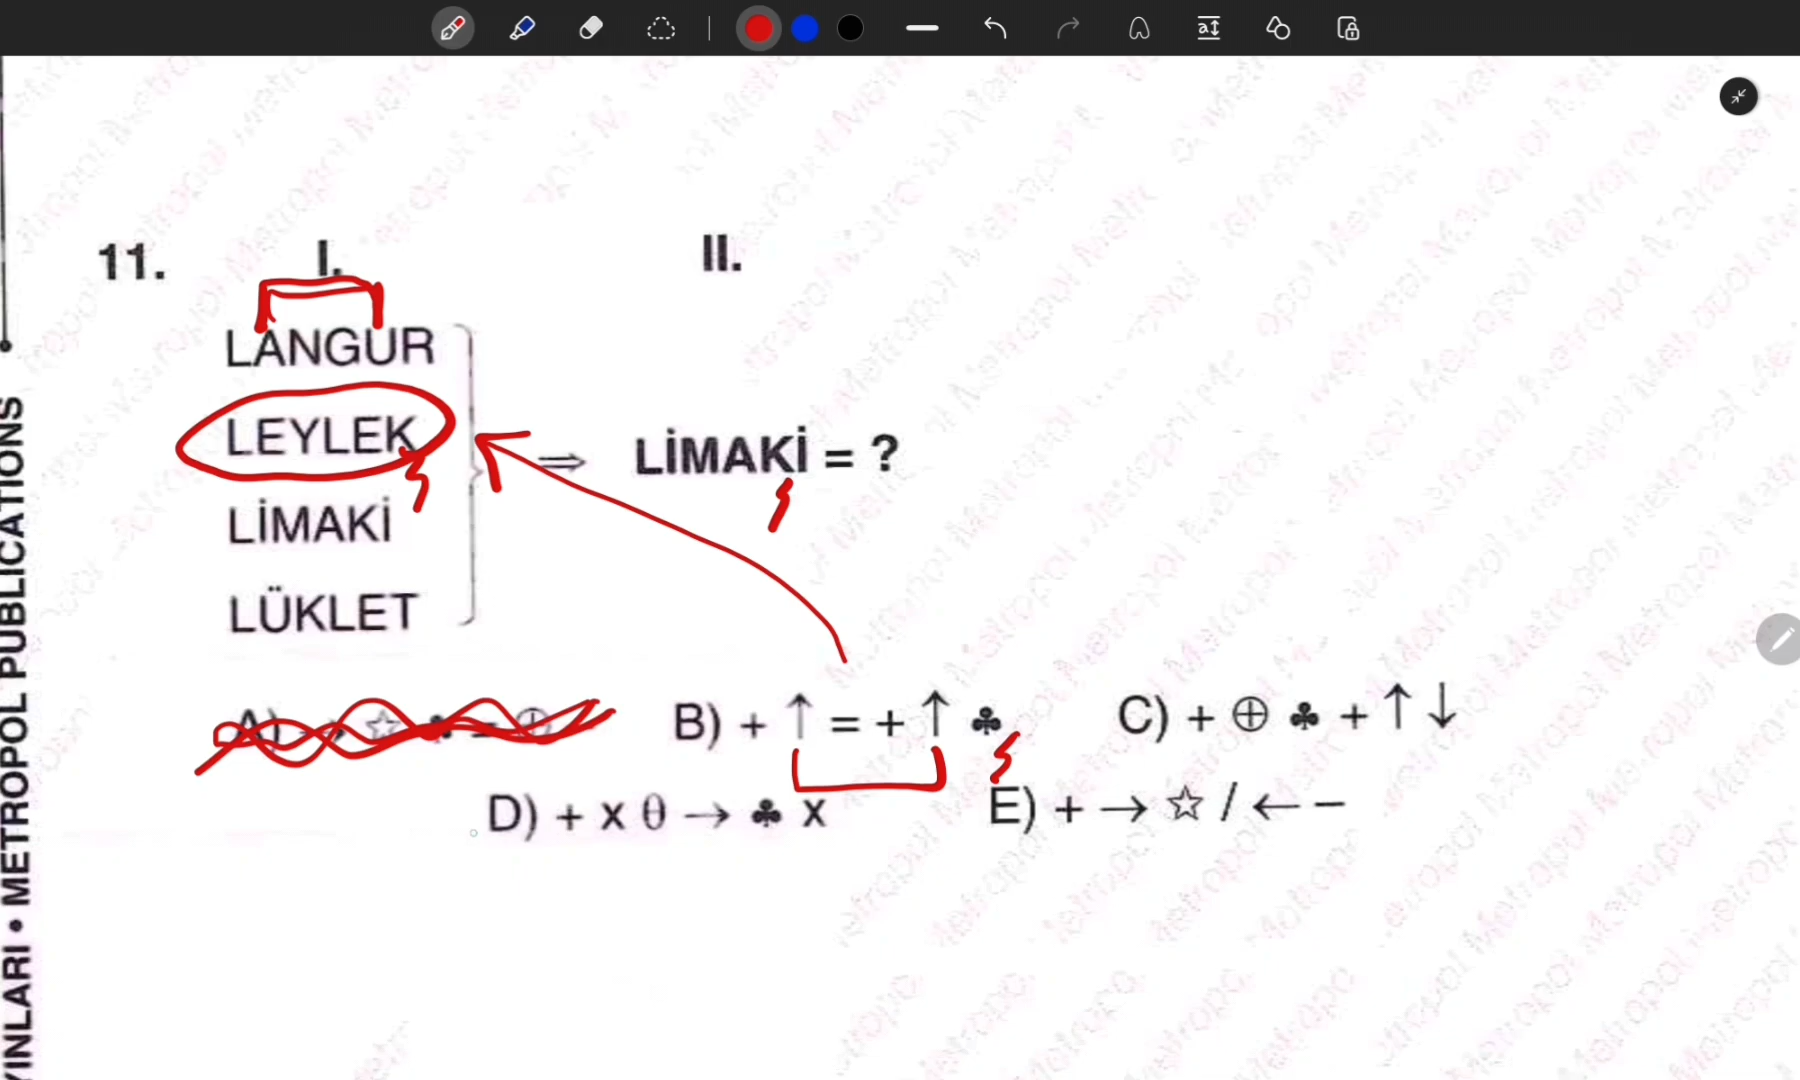 11. I. II.
LANGUR
LEYLEK
LİMAKİ
LÜKLET
⇒ LİMAKİ = ?
B) + ↑ = + ↑ ♣ C) + ⊕ ♣ + ↑ ↓
D) + x θ → ♣ x E) + → ☆ / ← −
YINLARI • METROPOL PUBLICATIONS